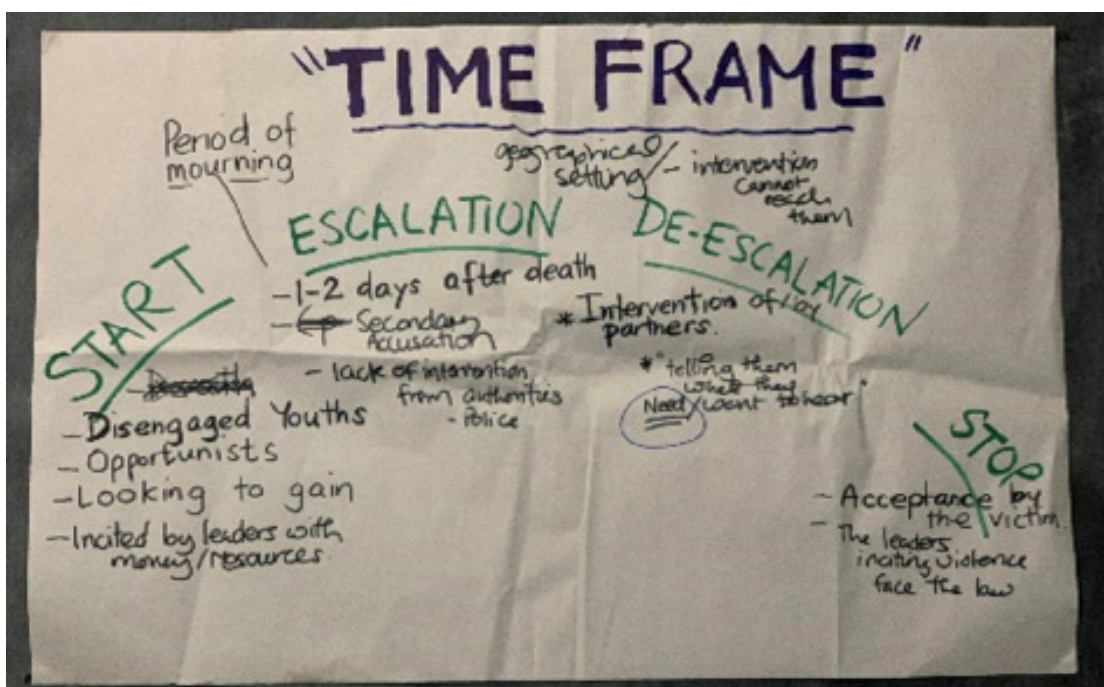 "TIME FRAME"
Period of
mourning
geographical
setting / - intervention
cannot
reach
them
START
- Disengaged Youths
- Opportunists
- Looking to gain
- Incited by leaders with
money/resources.
ESCALATION
- 1-2 days after death
- Secondary
Accusation
- lack of intervention
from authorities
- Police
DE-ESCALATION
* Intervention of
partners.
* "telling them
what they
Need/want to hear"
STOP
- Acceptance by
the victim.
- The leaders
inciting violence
face the law